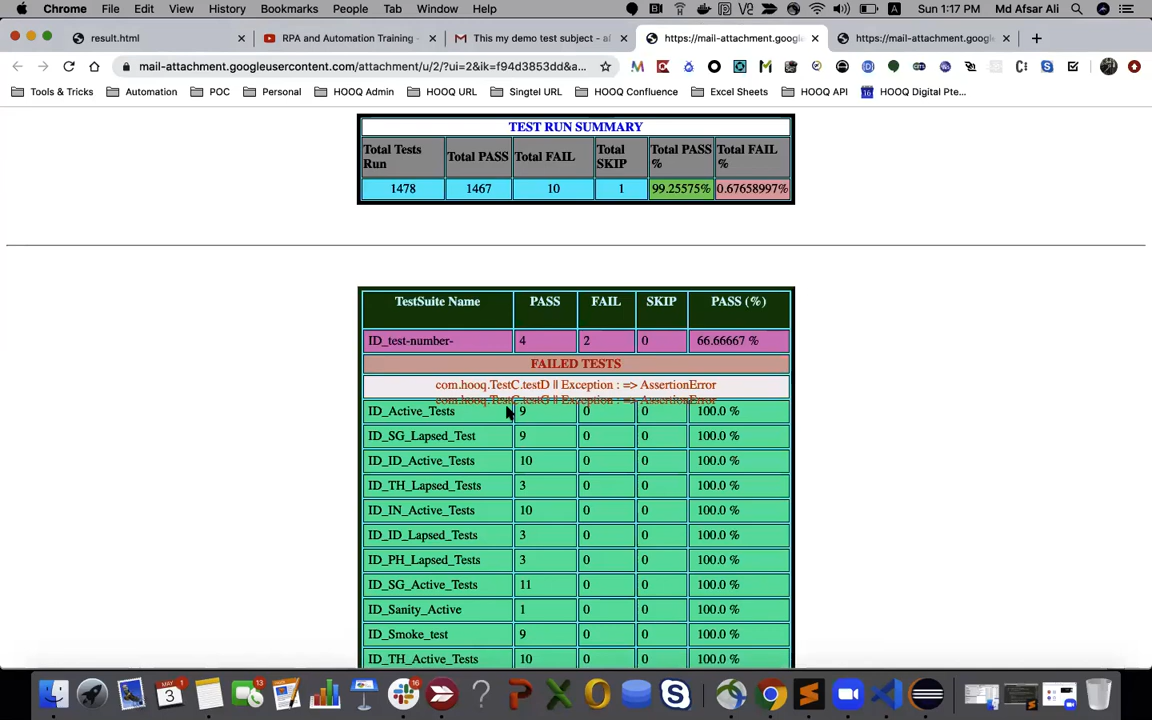 Chrome File Edit View History Bookmarks People Tab Window Help Sun 1:17 PM Md Afsar Ali
result.html RPA and Automation Training - This my demo test subject - a https://mail-attachment.googl https://mail-attachment.google
mail-attachment.googleusercontent.com/attachment/u/2/?ui=2&ik=f94d3853dd&a...
Tools & Tricks Automation POC Personal HOOQ Admin HOOQ URL Singtel URL HOOQ Confluence Excel Sheets HOOQ API HOOQ Digital Pte...
TEST RUN SUMMARY
Total Tests Run Total PASS Total FAIL Total SKIP Total PASS % Total FAIL %
1478 1467 10 1 99.25575% 0.67658997%
TestSuite Name PASS FAIL SKIP PASS (%)
ID_test-number- 4 2 0 66.66667 %
FAILED TESTS
com.hooq.TestC.testD || Exception : => AssertionError
com.hooq.TestC.testG || Exception : => AssertionError
ID_Active_Tests 9 0 0 100.0 %
ID_SG_Lapsed_Test 9 0 0 100.0 %
ID_ID_Active_Tests 10 0 0 100.0 %
ID_TH_Lapsed_Tests 3 0 0 100.0 %
ID_IN_Active_Tests 10 0 0 100.0 %
ID_ID_Lapsed_Tests 3 0 0 100.0 %
ID_PH_Lapsed_Tests 3 0 0 100.0 %
ID_SG_Active_Tests 11 0 0 100.0 %
ID_Sanity_Active 1 0 0 100.0 %
ID_Smoke_test 9 0 0 100.0 %
ID_TH_Active_Tests 10 0 0 100.0 %